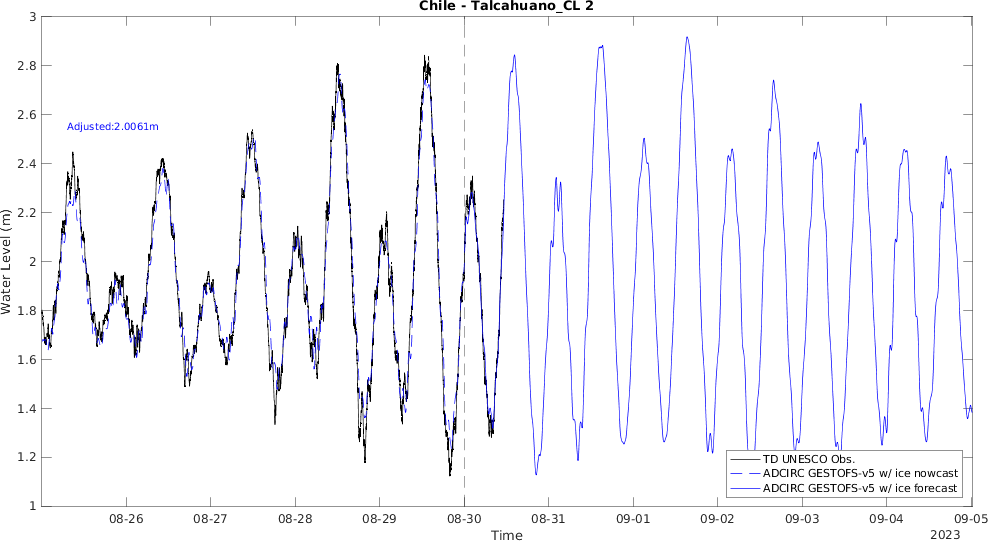 Chile - Talcahuano_CL 2
3
2.8
2.6
2.4
2.2
2
1.8
1.6
1.4
1.2
1
Water Level (m)
Adjusted:2.0061m
TD UNESCO Obs.
ADCIRC GESTOFS-v5 w/ ice nowcast
ADCIRC GESTOFS-v5 w/ ice forecast
08-26 08-27 08-28 08-29 08-30 08-31 09-01 09-02 09-03 09-04 09-05
Time
2023